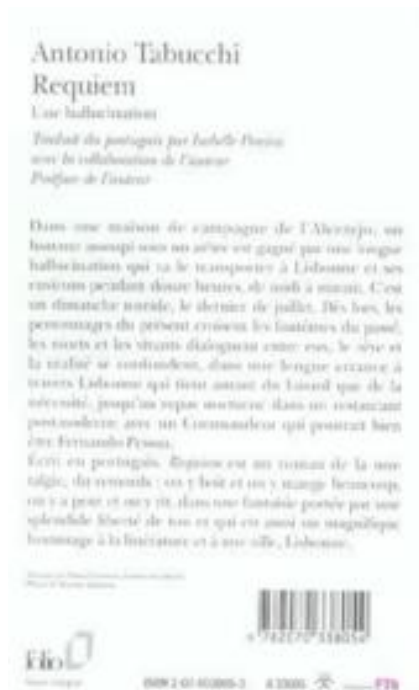 Antonio Tabucchi
Requiem
Une hallucination
Traduit du portugais par Isabelle Pereira
avec la collaboration de l'auteur
Postface de l'auteur
Dans une maison de campagne de l'Alentejo, un
homme assoupi sous un arbre est gagné par une longue
hallucination qui va le transporter à Lisbonne et ses
environs pendant douze heures, de midi à minuit. C'est
un dimanche torride, le dernier de juillet. Dès lors, les
personnages du présent croisent les fantômes du passé,
les morts et les vivants dialoguent entre eux, le rêve et
la réalité se confondent, dans une longue errance à
travers Lisbonne qui tient autant du hasard que de la
nécessité, jusqu'au repas nocturne dans un restaurant
postmoderne avec un Commandeur qui pourrait bien
être Fernando Pessoa.
Écrit en portugais, Requiem est un roman de la nos-
talgie, du remords : on y boit et on y mange beaucoup,
on y a peur et on y rit, dans une fantaisie portée par une
splendide liberté de ton et qui est aussi un magnifique
hommage à la littérature et à une ville, Lisbonne.
folio